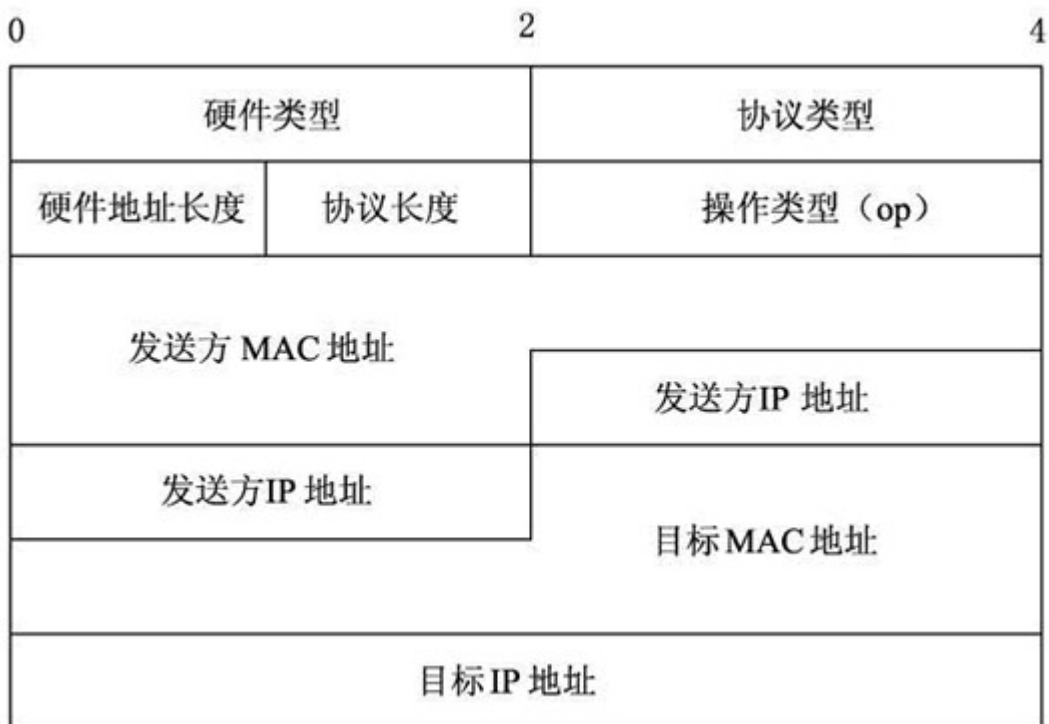 0 2 4
硬件类型 协议类型
硬件地址长度 协议长度 操作类型（op）
发送方 MAC 地址
发送方IP 地址
发送方IP 地址
目标MAC 地址
目标IP 地址